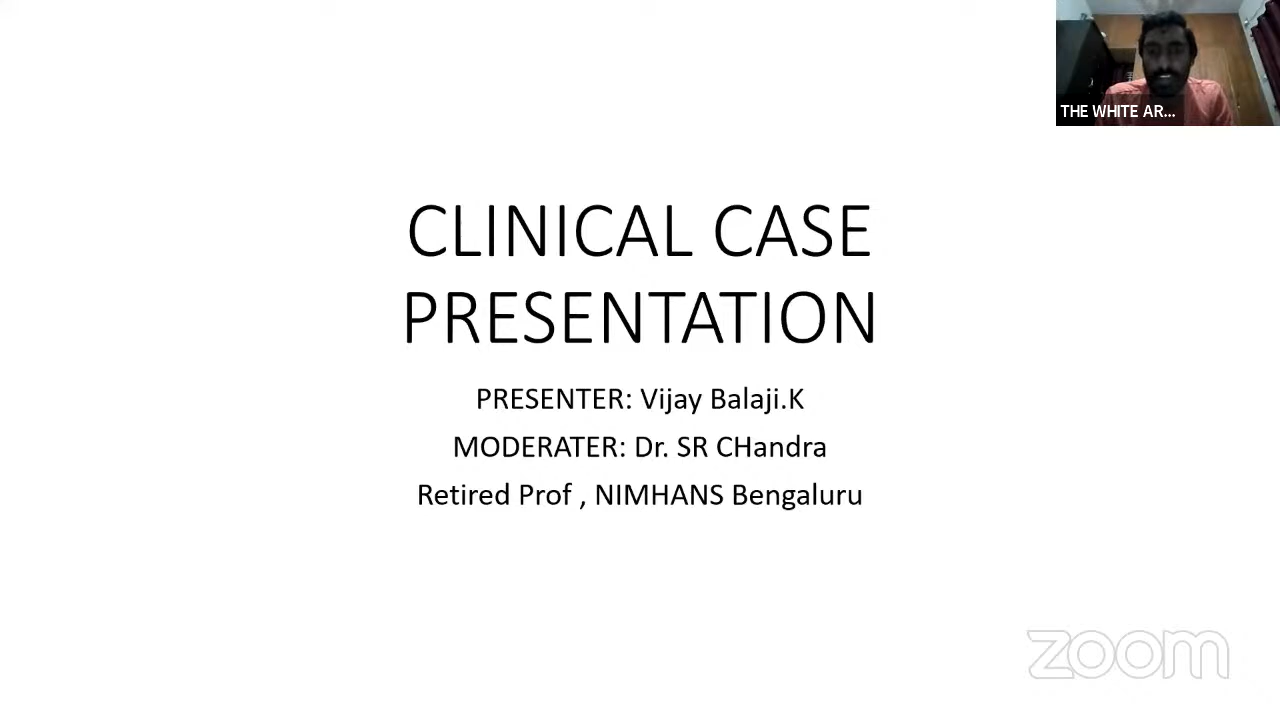 THE WHITE AR...
CLINICAL CASE
PRESENTATION
PRESENTER: Vijay Balaji.K
MODERATER: Dr. SR CHandra
Retired Prof , NIMHANS Bengaluru
zoom